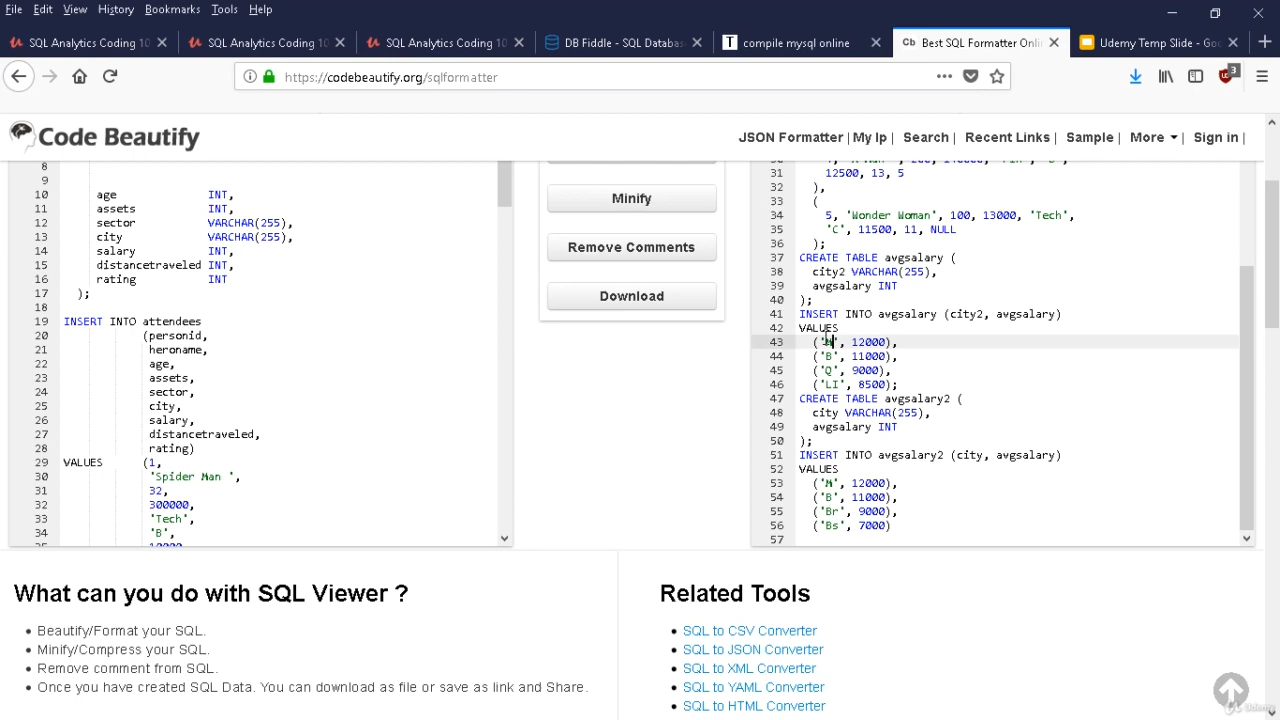 File Edit View History Bookmarks Tools Help
SQL Analytics Coding 10
SQL Analytics Coding 10
SQL Analytics Coding 10
DB Fiddle - SQL Databas
compile mysql online
Cb Best SQL Formatter Onli
Udemy Temp Slide - Goo
https://codebeautify.org/sqlformatter
3
Code Beautify
JSON Formatter | My Ip | Search | Recent Links | Sample | More | Sign in |
8
9
10 age INT,
11 assets INT,
12 sector VARCHAR(255),
13 city VARCHAR(255),
14 salary INT,
15 distancetraveled INT,
16 rating INT
17 );
18
19 INSERT INTO attendees
20 (personid,
21 heroname,
22 age,
23 assets,
24 sector,
25 city,
26 salary,
27 distancetraveled,
28 rating)
29 VALUES (1,
30 'Spider Man ',
31 32,
32 300000,
33 'Tech',
34 'B',
Minify
Remove Comments
Download
31 12500, 13, 5
32 ),
33 (
34 5, 'Wonder Woman', 100, 13000, 'Tech',
35 'C', 11500, 11, NULL
36 );
37 CREATE TABLE avgsalary (
38 city2 VARCHAR(255),
39 avgsalary INT
40 );
41 INSERT INTO avgsalary (city2, avgsalary)
42 VALUES
43 ('M', 12000),
44 ('B', 11000),
45 ('Q', 9000),
46 ('LI', 8500);
47 CREATE TABLE avgsalary2 (
48 city VARCHAR(255),
49 avgsalary INT
50 );
51 INSERT INTO avgsalary2 (city, avgsalary)
52 VALUES
53 ('M', 12000),
54 ('B', 11000),
55 ('Br', 9000),
56 ('Bs', 7000)
57
What can you do with SQL Viewer ?
• Beautify/Format your SQL.
• Minify/Compress your SQL.
• Remove comment from SQL.
• Once you have created SQL Data. You can download as file or save as link and Share.
Related Tools
• SQL to CSV Converter
• SQL to JSON Converter
• SQL to XML Converter
• SQL to YAML Converter
• SQL to HTML Converter
Udemy